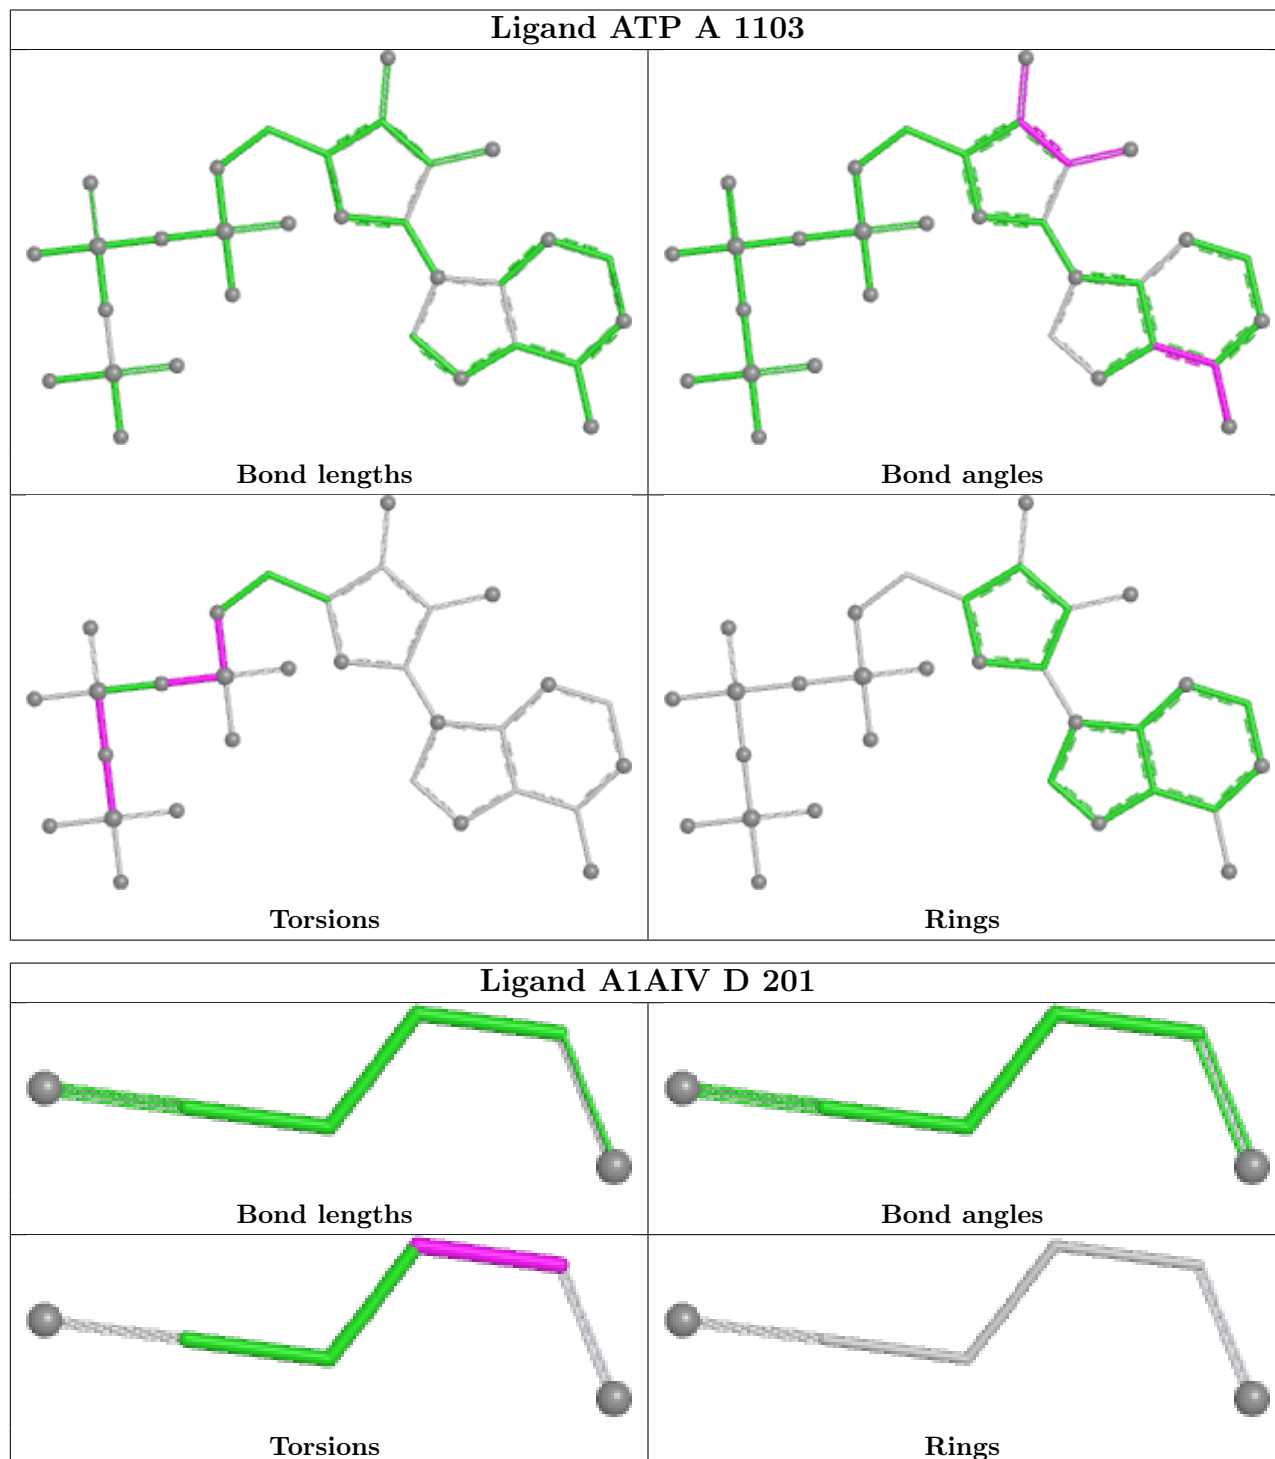 Ligand ATP A 1103
Bond lengths
Bond angles
Torsions
Rings
Ligand A1AIV D 201
Bond lengths
Bond angles
Torsions
Rings